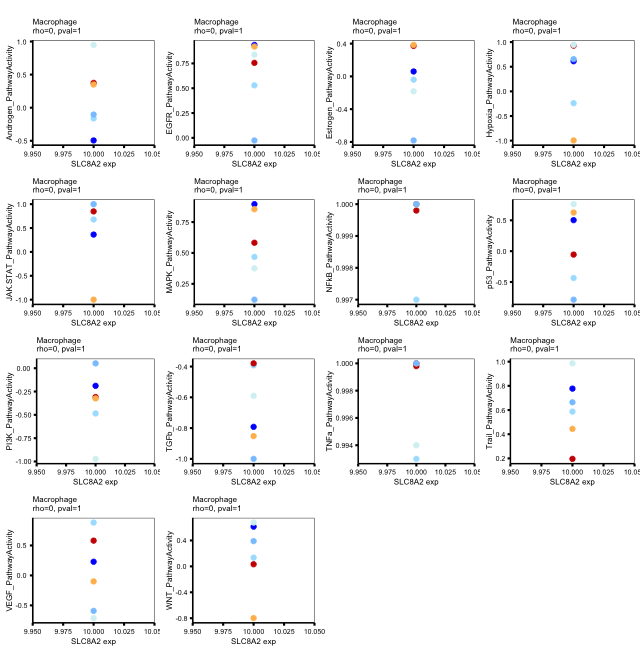 Macrophage
rho=0, pval=1
Androgen_PathwayActivity
1.0
0.5
0.0
-0.5
9.950 9.975 10.000 10.025 10.05
SLC8A2 exp
Macrophage
rho=0, pval=1
EGFR_PathwayActivity
0.75
0.50
0.25
0.00
9.950 9.975 10.000 10.025 10.05
SLC8A2 exp
Macrophage
rho=0, pval=1
Estrogen_PathwayActivity
0.4
0.0
-0.4
-0.8
9.950 9.975 10.000 10.025 10.05
SLC8A2 exp
Macrophage
rho=0, pval=1
Hypoxia_PathwayActivity
1.0
0.5
0.0
-0.5
-1.0
9.950 9.975 10.000 10.025 10.05
SLC8A2 exp
Macrophage
rho=0, pval=1
JAK.STAT_PathwayActivity
1.0
0.5
0.0
-0.5
-1.0
9.950 9.975 10.000 10.025 10.05
SLC8A2 exp
Macrophage
rho=0, pval=1
MAPK_PathwayActivity
0.75
0.50
0.25
9.950 9.975 10.000 10.025 10.05
SLC8A2 exp
Macrophage
rho=0, pval=1
NFkB_PathwayActivity
1.000
0.999
0.998
0.997
9.950 9.975 10.000 10.025 10.05
SLC8A2 exp
Macrophage
rho=0, pval=1
p53_PathwayActivity
0.5
0.0
-0.5
9.950 9.975 10.000 10.025 10.05
SLC8A2 exp
Macrophage
rho=0, pval=1
PI3K_PathwayActivity
0.00
-0.25
-0.50
-0.75
-1.00
9.950 9.975 10.000 10.025 10.05
SLC8A2 exp
Macrophage
rho=0, pval=1
TGFb_PathwayActivity
-0.4
-0.6
-0.8
-1.0
9.950 9.975 10.000 10.025 10.05
SLC8A2 exp
Macrophage
rho=0, pval=1
TNFa_PathwayActivity
1.000
0.998
0.996
0.994
9.950 9.975 10.000 10.025 10.05
SLC8A2 exp
Macrophage
rho=0, pval=1
Trail_PathwayActivity
1.0
0.8
0.6
0.4
0.2
9.950 9.975 10.000 10.025 10.05
SLC8A2 exp
Macrophage
rho=0, pval=1
VEGF_PathwayActivity
0.5
0.0
-0.5
9.950 9.975 10.000 10.025 10.05
SLC8A2 exp
Macrophage
rho=0, pval=1
WNT_PathwayActivity
0.4
0.0
-0.4
-0.8
9.950 9.975 10.000 10.025 10.050
SLC8A2 exp